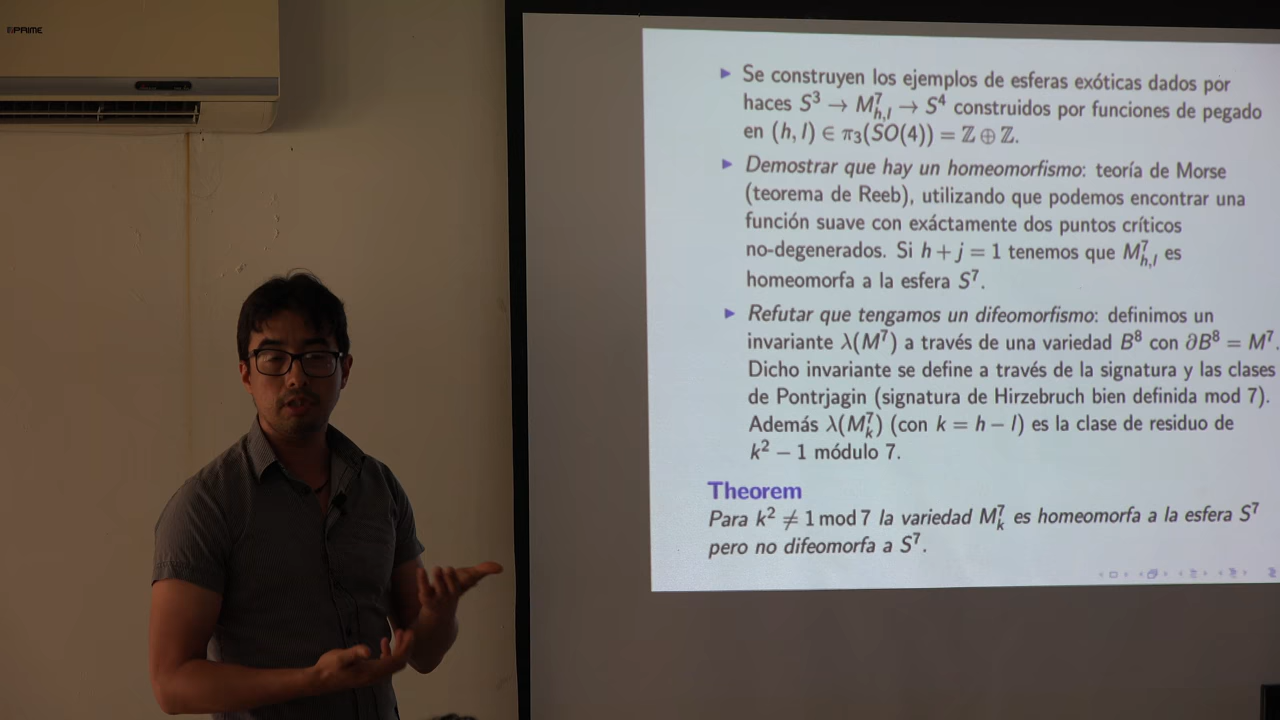 PRIME
▶ Se construyen los ejemplos de esferas exóticas dados por
haces S³ → M⁷ₕ,ₗ → S⁴ construidos por funciones de pegado
en (h, l) ∈ π₃(SO(4)) = ℤ ⊕ ℤ.
▶ Demostrar que hay un homeomorfismo: teoría de Morse
(teorema de Reeb), utilizando que podemos encontrar una
función suave con exáctamente dos puntos críticos
no-degenerados. Si h + j = 1 tenemos que M⁷ₕ,ₗ es
homeomorfa a la esfera S⁷.
▶ Refutar que tengamos un difeomorfismo: definimos un
invariante λ(M⁷) a través de una variedad B⁸ con ∂B⁸ = M⁷.
Dicho invariante se define a través de la signatura y las clases
de Pontrjagin (signatura de Hirzebruch bien definida mod 7).
Además λ(M⁷ₖ) (con k = h − l) es la clase de residuo de
k² − 1 módulo 7.
Theorem
Para k² ≠ 1 mod 7 la variedad M⁷ₖ es homeomorfa a la esfera S⁷
pero no difeomorfa a S⁷.